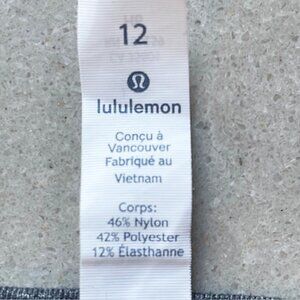 12
lululemon
Conçu à
Vancouver
Fabriqué au
Vietnam
Corps:
46% Nylon
42% Polyester
12% Élasthanne